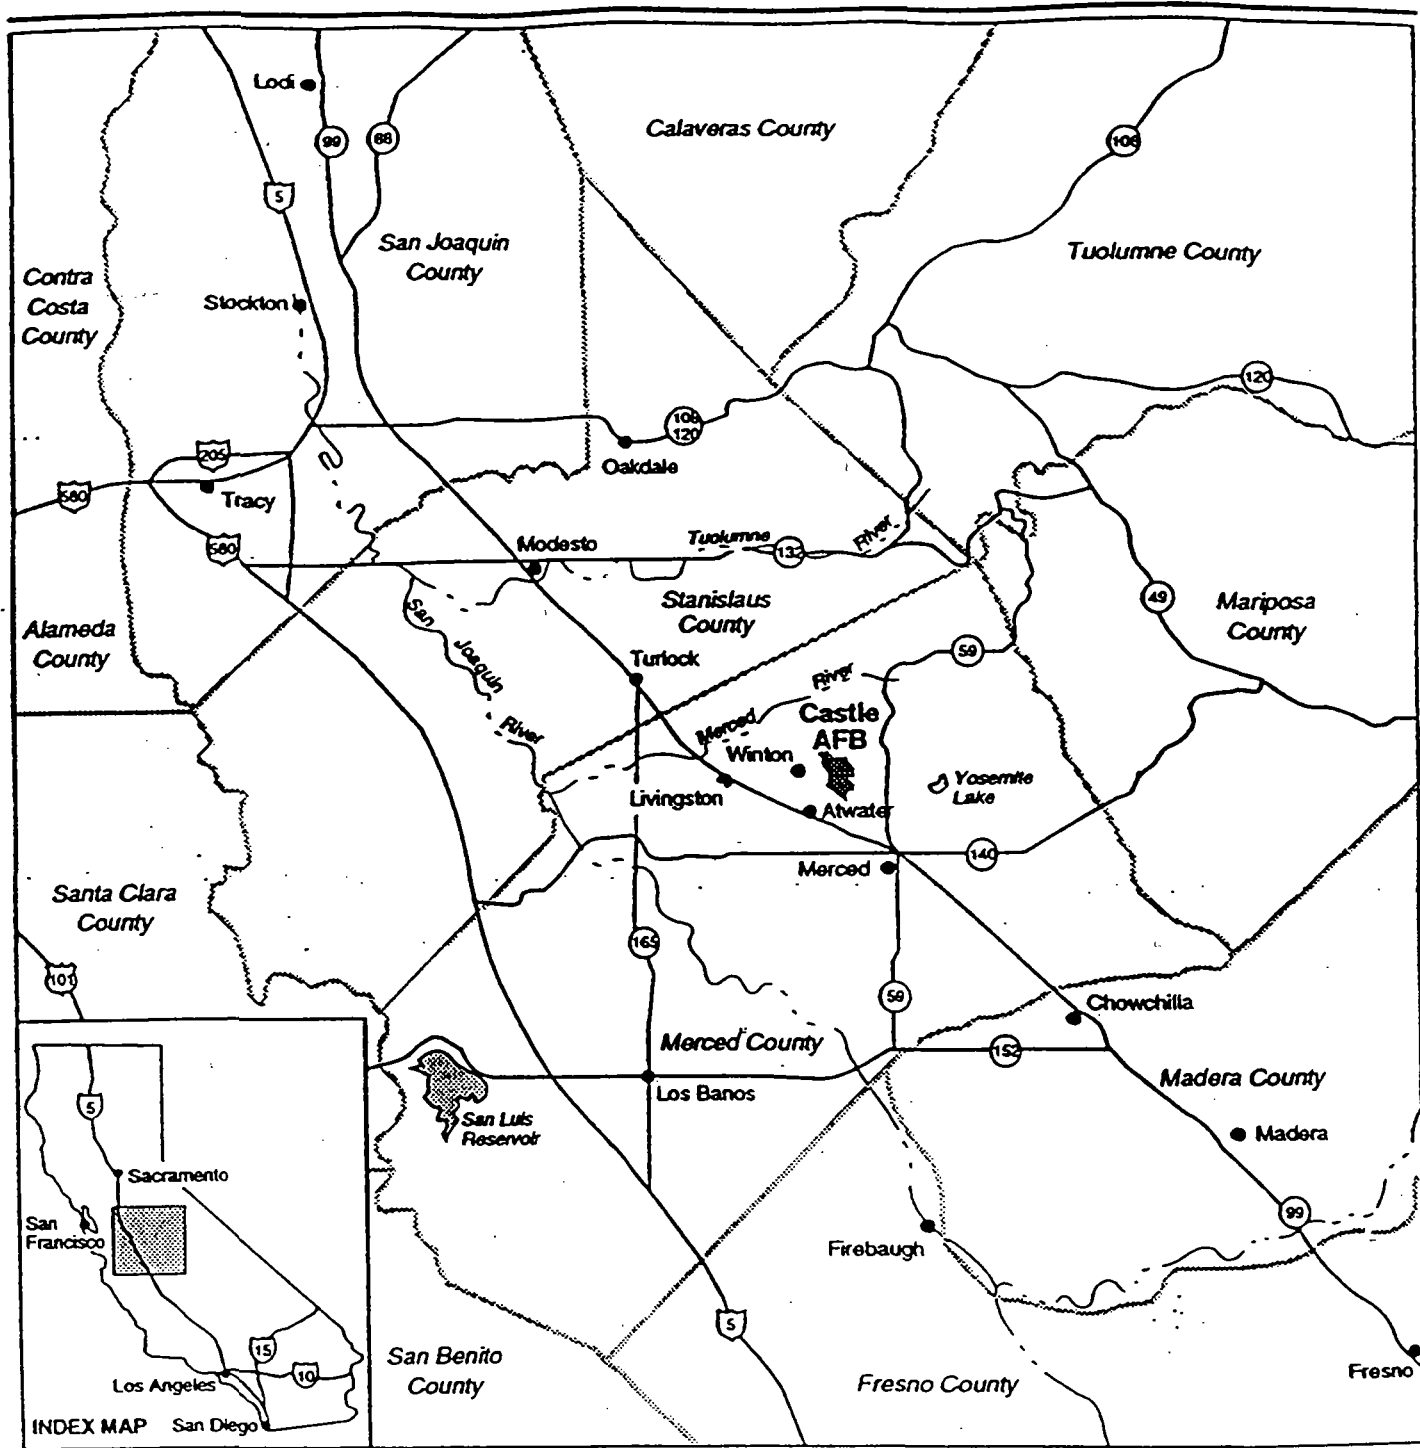 Lodi
99
88
Calaveras County
108
5
San Joaquin
County
Tuolumne County
Contra
Costa
County
Stockton
120
108
120
Oakdale
205
580
Tracy
580
Modesto
Tuolumne
132
River
Stanislaus
County
49
Mariposa
County
Alameda
County
San
Joaquin
River
Turlock
59
River
Merced
Castle
AFB
Winton
Livingston
Atwater
Yosemite
Lake
Merced
140
Santa Clara
County
165
101
59
Chowchilla
Merced County
152
Los Banos
Madera County
San Luis
Reservoir
Madera
99
Firebaugh
5
San Benito
County
Fresno County
Fresno
5
Sacramento
San
Francisco
15
10
Los Angeles
INDEX MAP
San Diego